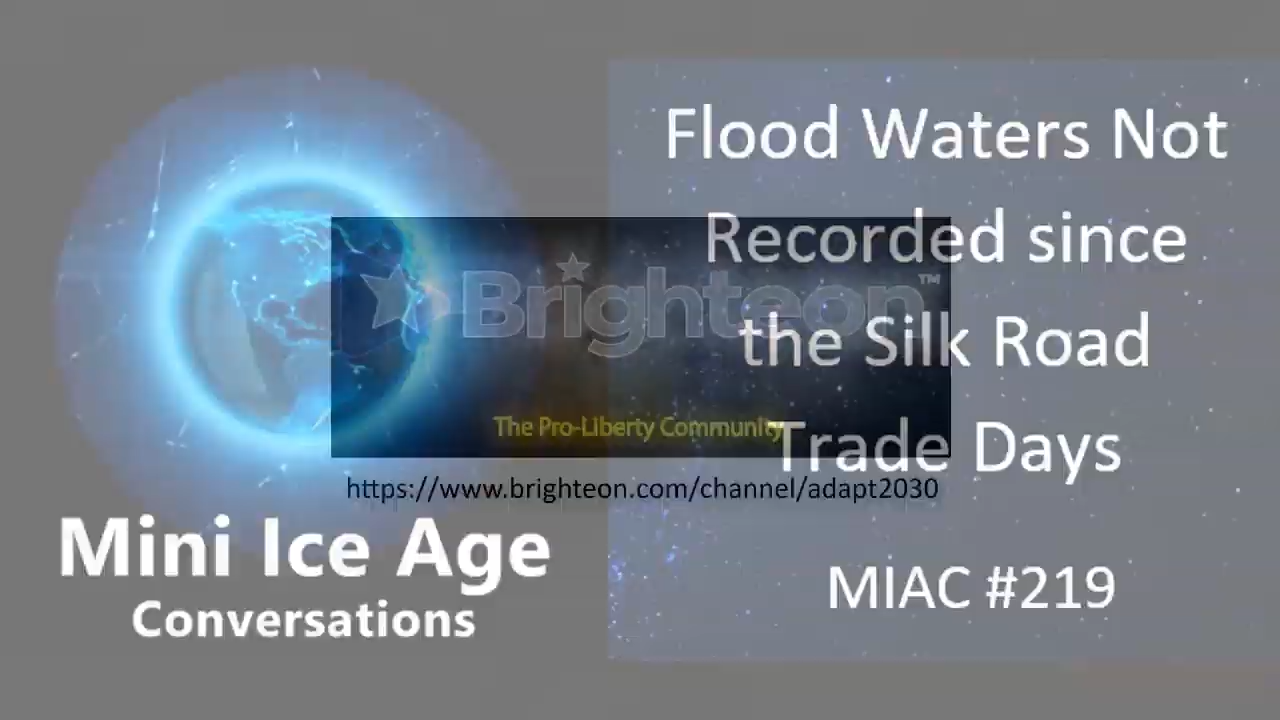 Flood Waters Not
Recorded since
the Silk Road
Trade Days
MIAC #219
Brighteon™
The Pro-Liberty Community
https://www.brighteon.com/channel/adapt2030
Mini Ice Age
Conversations